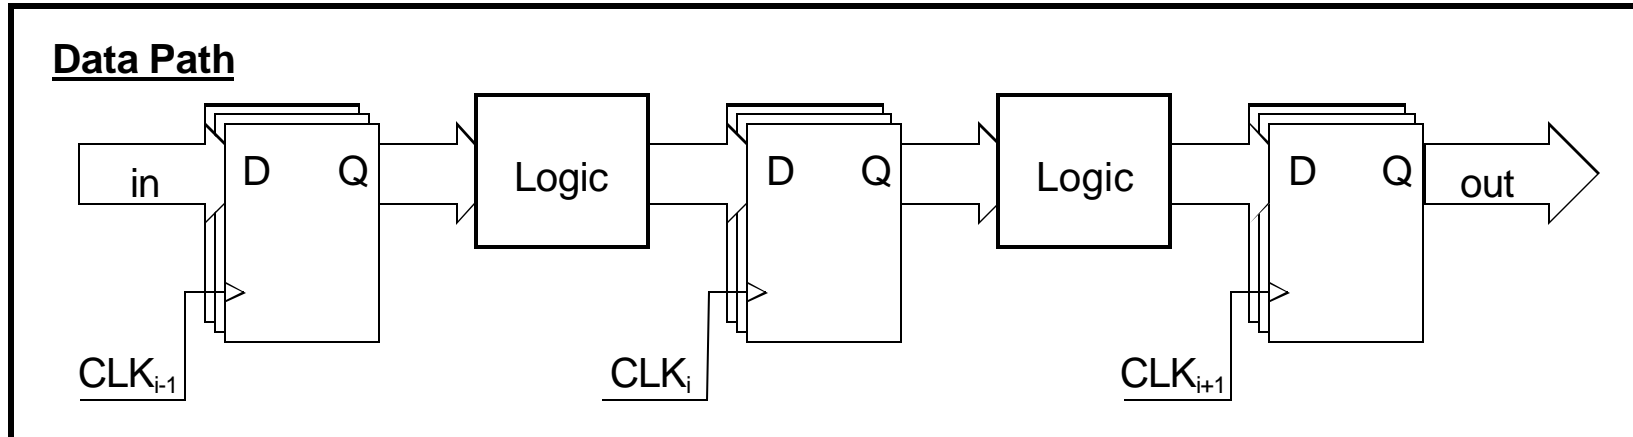 Data Path
in D Q Logic D Q Logic D Q out
CLKi-1 CLKi CLKi+1